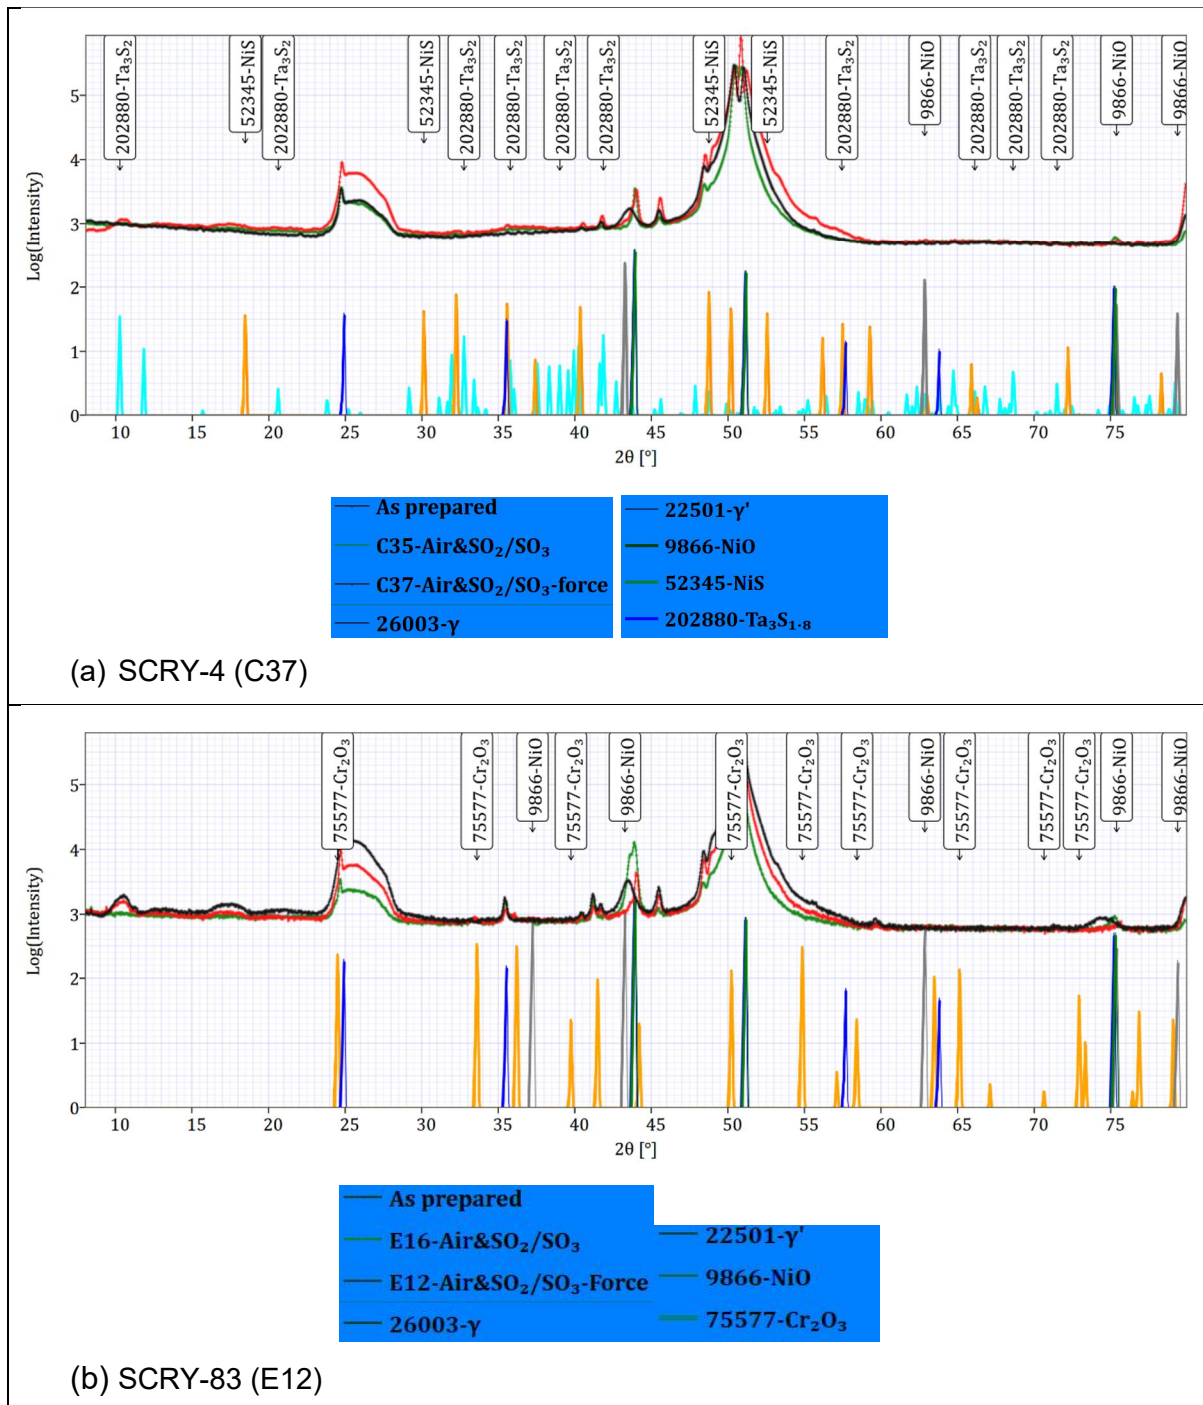 202880-Ta₃S₂
52345-NiS
202880-Ta₃S₂
52345-NiS
202880-Ta₃S₂
202880-Ta₃S₂
202880-Ta₃S₂
202880-Ta₃S₂
52345-NiS
52345-NiS
202880-Ta₃S₂
9866-NiO
202880-Ta₃S₂
202880-Ta₃S₂
202880-Ta₃S₂
9866-NiO
9866-NiO
Log(Intensity)
5
4
3
2
1
0
10 15 20 25 30 35 40 45 50 55 60 65 70 75
2θ [°]
As prepared
C35-Air&SO₂/SO₃
C37-Air&SO₂/SO₃-force
26003-γ
22501-γ'
9866-NiO
52345-NiS
202880-Ta₃S₁.₈
(a) SCRY-4 (C37)
75577-Cr₂O₃
75577-Cr₂O₃
9866-NiO
75577-Cr₂O₃
9866-NiO
75577-Cr₂O₃
75577-Cr₂O₃
75577-Cr₂O₃
9866-NiO
75577-Cr₂O₃
75577-Cr₂O₃
75577-Cr₂O₃
9866-NiO
9866-NiO
Log(Intensity)
5
4
3
2
1
0
10 15 20 25 30 35 40 45 50 55 60 65 70 75
2θ [°]
As prepared
E16-Air&SO₂/SO₃
E12-Air&SO₂/SO₃-Force
26003-γ
22501-γ'
9866-NiO
75577-Cr₂O₃
(b) SCRY-83 (E12)